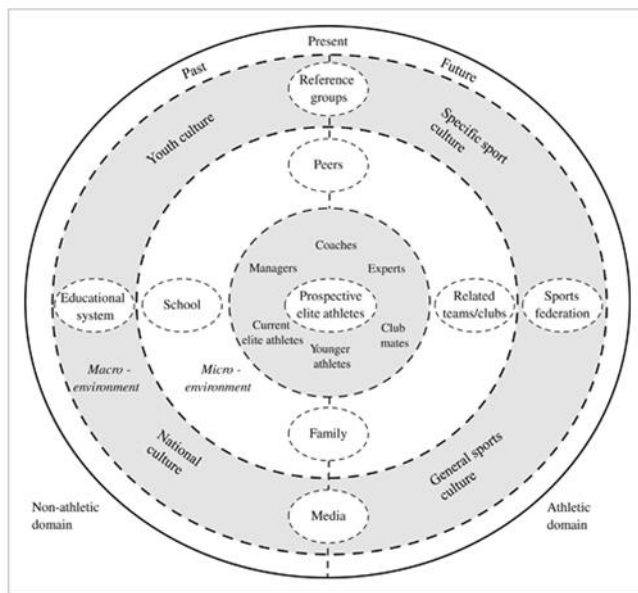 Present
Past
Future
Reference
groups
Youth culture
Specific sport
culture
Peers
Coaches
Managers
Experts
Educational
system
School
Prospective
elite athletes
Related
teams/clubs
Sports
federation
Current
elite athletes
Club
mates
Younger
athletes
Macro -
environment
Micro -
environment
Family
National
culture
General sports
culture
Media
Non-athletic
domain
Athletic
domain